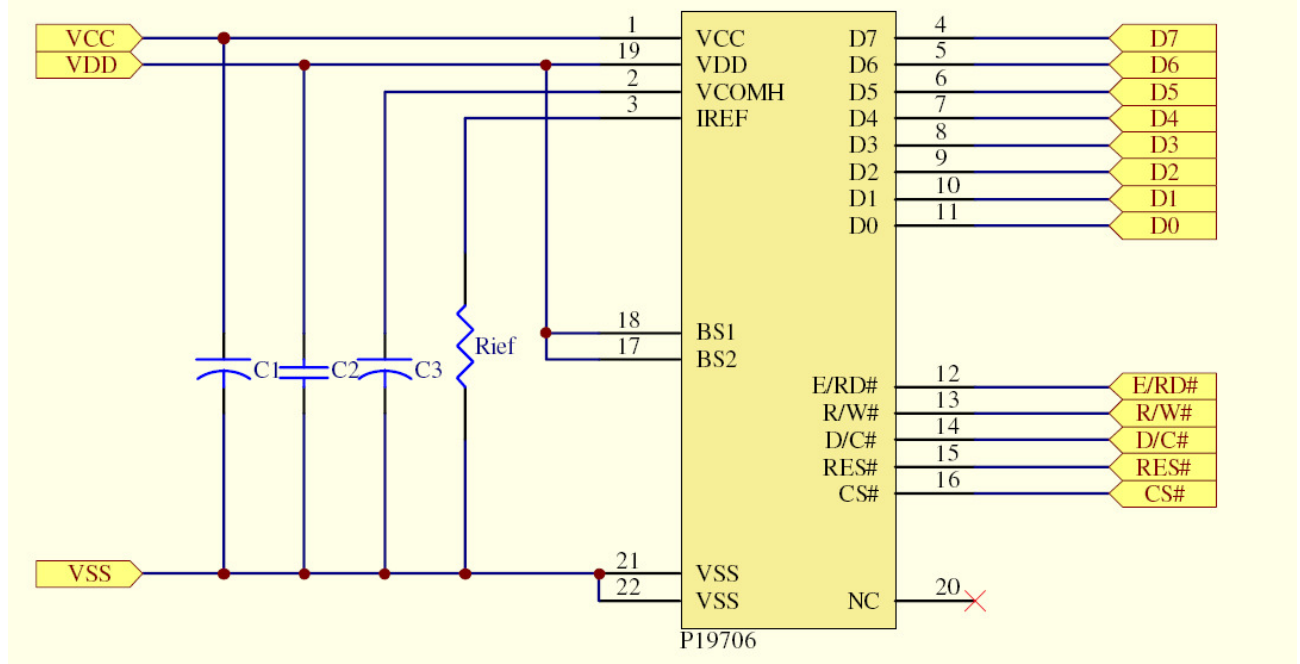 VCC 1 VCC D7 4 D7
VDD 19 VDD D6 5 D6
2 VCOMH D5 6 D5
3 IREF D4 7 D4
D3 8 D3
D2 9 D2
D1 10 D1
D0 11 D0
18 BS1
Rief
17 BS2
C1 C2 C3
E/RD# 12 E/RD#
R/W# 13 R/W#
D/C# 14 D/C#
RES# 15 RES#
CS# 16 CS#
VSS 21 VSS
22 VSS NC 20
P19706